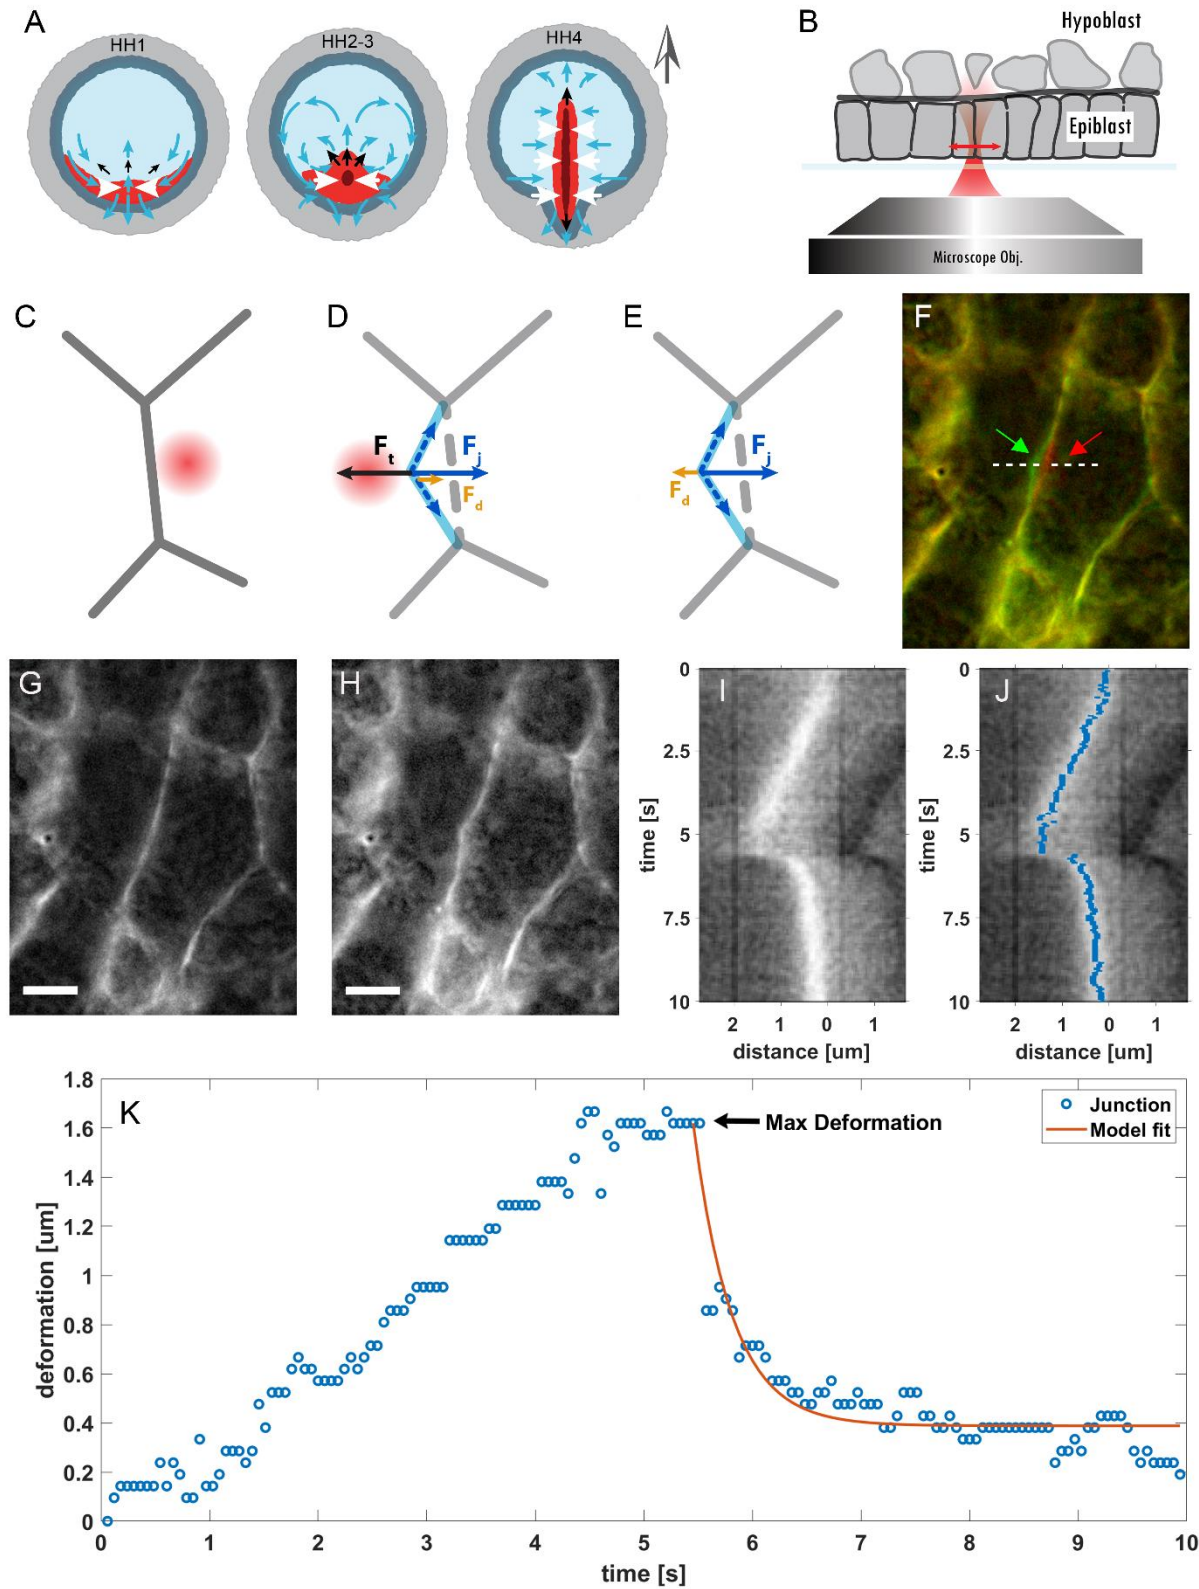 A
HH1
HH2-3
HH4
B
Hypoblast
Epiblast
Microscope Obj.
C
D
Ft
Fj
Fd
E
Fj
Fd
F
G
H
I
0
2.5
5
7.5
10
time [s]
2 1 0 1
distance [um]
J
0
2.5
5
7.5
10
time [s]
2 1 0 1
distance [um]
K
1.8
1.6
1.4
1.2
1
0.8
0.6
0.4
0.2
0
deformation [um]
Max Deformation
Junction
Model fit
0 1 2 3 4 5 6 7 8 9 10
time [s]